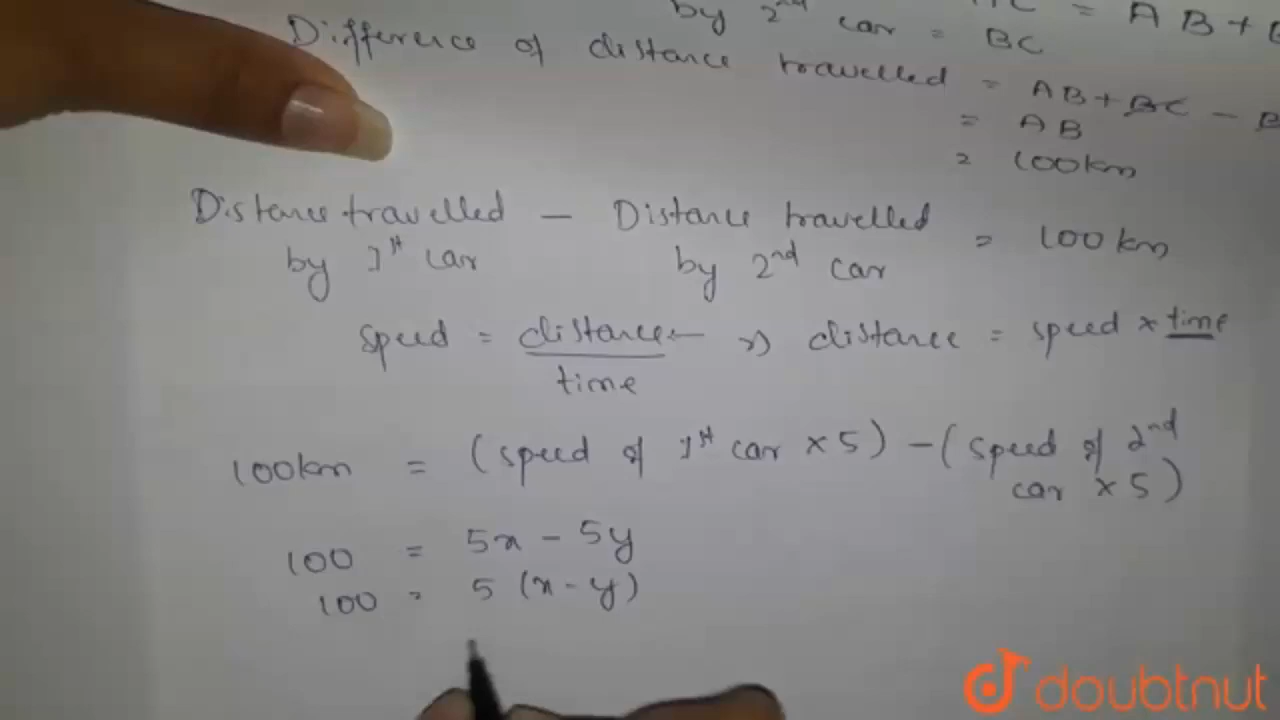 by 2nd car = BC
= AB +
Difference of distance travelled = AB + BC -
= AB
= 100km
Distance travelled - Distance travelled = 100 km
by 1st car by 2nd car
speed = distance ← ⇒ distance = speed × time
time
100km = (speed of 1st car × 5) - (speed of 2nd
car × 5)
100 = 5x - 5y
100 = 5 (x - y)
doubtnut